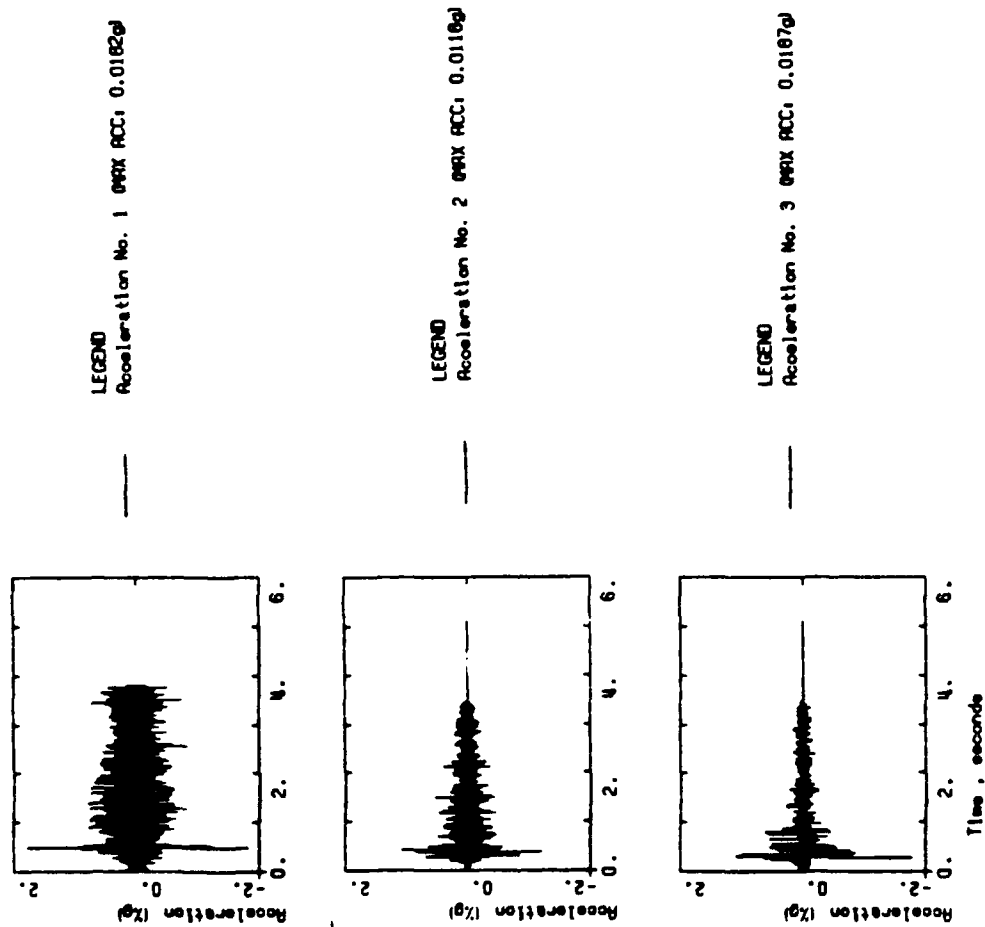 2.
0.
-2.
Acceleration (%g)
0.
2.
4.
6.
LEGEND
Acceleration No. 1 (MAX ACC: 0.0182g)
2.
0.
-2.
Acceleration (%g)
0.
2.
4.
6.
LEGEND
Acceleration No. 2 (MAX ACC: 0.0118g)
2.
0.
-2.
Acceleration (%g)
0.
2.
4.
6.
Time , seconds
LEGEND
Acceleration No. 3 (MAX ACC: 0.0187g)